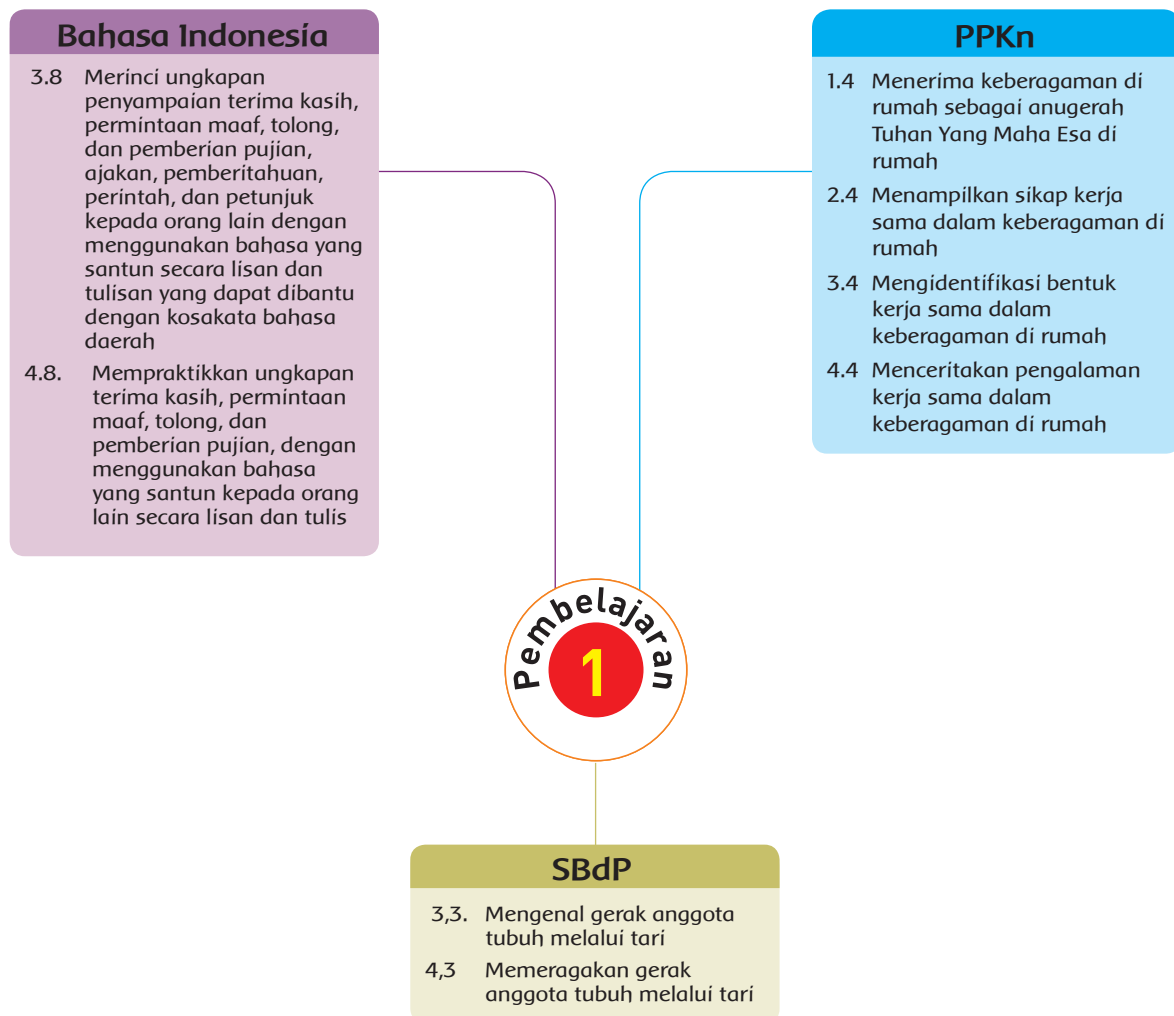 Bahasa Indonesia
3.8 Merinci ungkapan
penyampaian terima kasih,
permintaan maaf, tolong,
dan pemberian pujian,
ajakan, pemberitahuan,
perintah, dan petunjuk
kepada orang lain dengan
menggunakan bahasa yang
santun secara lisan dan
tulisan yang dapat dibantu
dengan kosakata bahasa
daerah
4.8. Mempraktikkan ungkapan
terima kasih, permintaan
maaf, tolong, dan
pemberian pujian, dengan
menggunakan bahasa
yang santun kepada orang
lain secara lisan dan tulis
PPKn
1.4 Menerima keberagaman di
rumah sebagai anugerah
Tuhan Yang Maha Esa di
rumah
2.4 Menampilkan sikap kerja
sama dalam keberagaman di
rumah
3.4 Mengidentifikasi bentuk
kerja sama dalam
keberagaman di rumah
4.4 Menceritakan pengalaman
kerja sama dalam
keberagaman di rumah
Pembelajaran
1
SBdP
3,3. Mengenal gerak anggota
tubuh melalui tari
4,3 Memeragakan gerak
anggota tubuh melalui tari